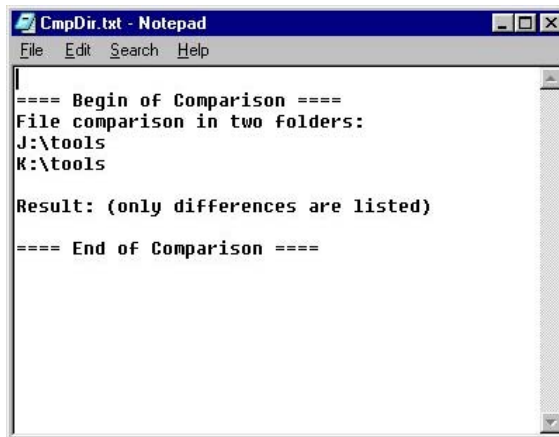 CmpDir.txt - Notepad
File Edit Search Help
==== Begin of Comparison ====
File comparison in two folders:
J:\tools
K:\tools
Result: (only differences are listed)
==== End of Comparison ====